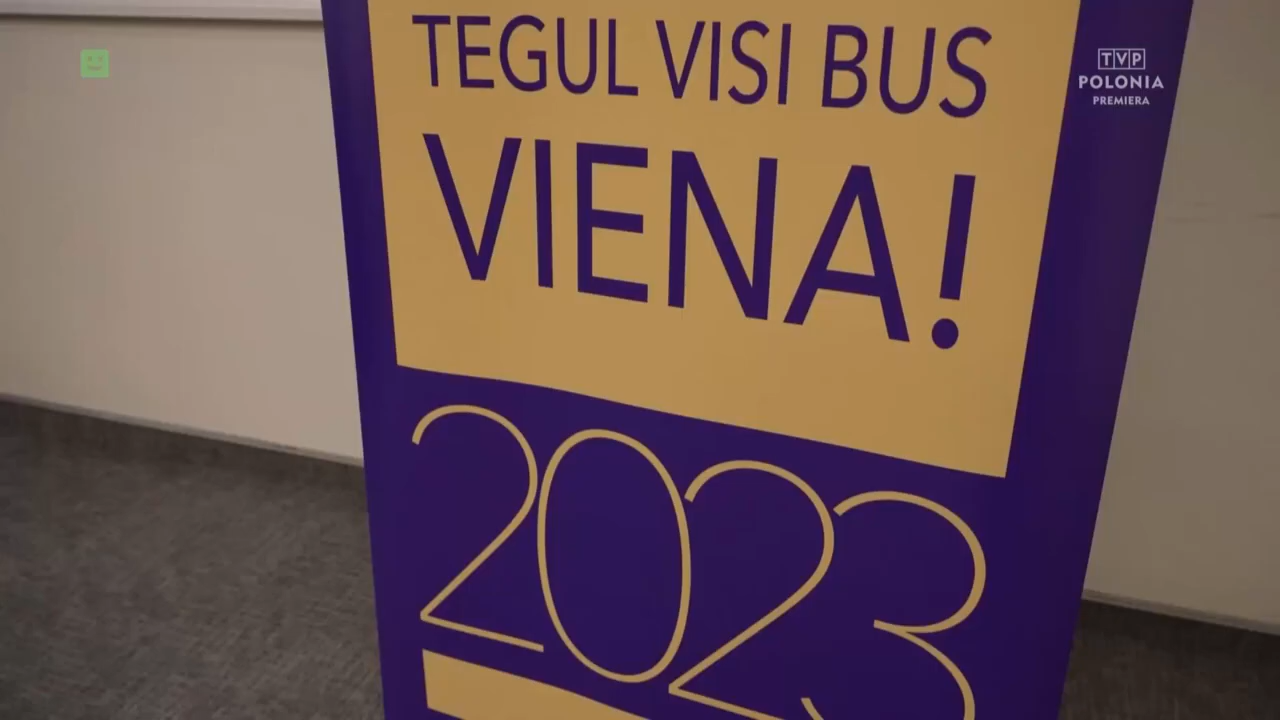 TEGUL VISI BUS
VIENA!
2023
TVP
POLONIA
PREMIERA